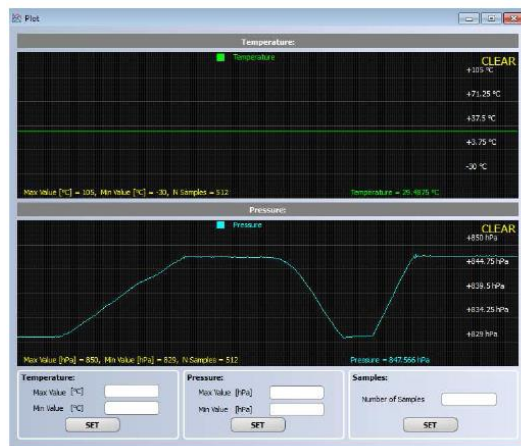 Plot
Temperature:
Temperature
CLEAR
+105 °C
+71.25 °C
+37.5 °C
+3.75 °C
-30 °C
Max Value [°C] = 105, Min Value [°C] = -30, N Samples = 512
Temperature = 29.4975 °C
Pressure:
Pressure
CLEAR
+850 hPa
+844.75 hPa
+839.5 hPa
+834.25 hPa
+829 hPa
Max Value [hPa] = 850, Min Value [hPa] = 829, N Samples = 512
Pressure = 847.566 hPa
Temperature:
Max Value [°C]
Min Value [°C]
SET
Pressure:
Max Value [hPa]
Min Value [hPa]
SET
Samples:
Number of Samples
SET